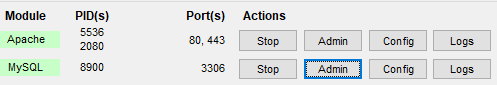 Module PID(s) Port(s) Actions
Apache 5536 2080 80, 443 Stop Admin Config Logs
MySQL 8900 3306 Stop Admin Config Logs